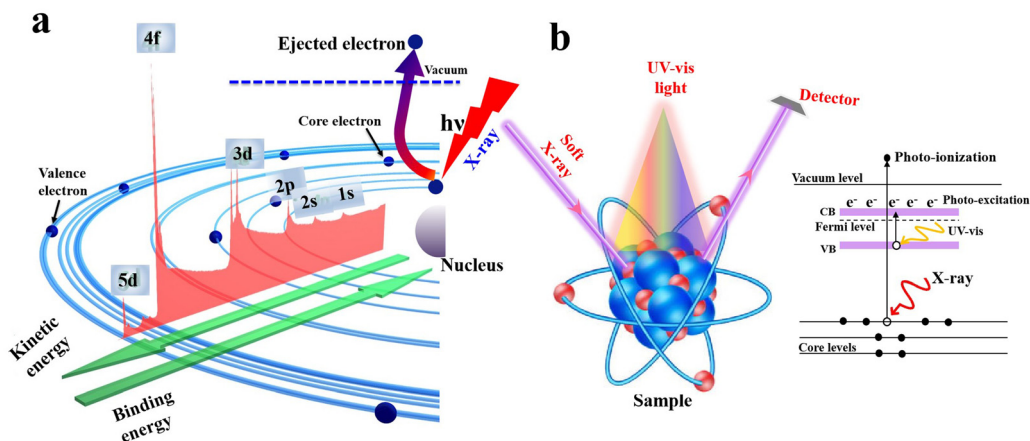 a
4f
Ejected electron
Vacuum
hν
X-ray
Core electron
3d
Valence
electron
2p
2s
1s
Nucleus
5d
Kinetic
energy
Binding
energy
b
UV-vis
light
Detector
Soft
X-ray
Sample
Photo-ionization
Vacuum level
e- e- e- e- e-
Photo-excitation
CB
Fermi level
UV-vis
VB
X-ray
Core levels